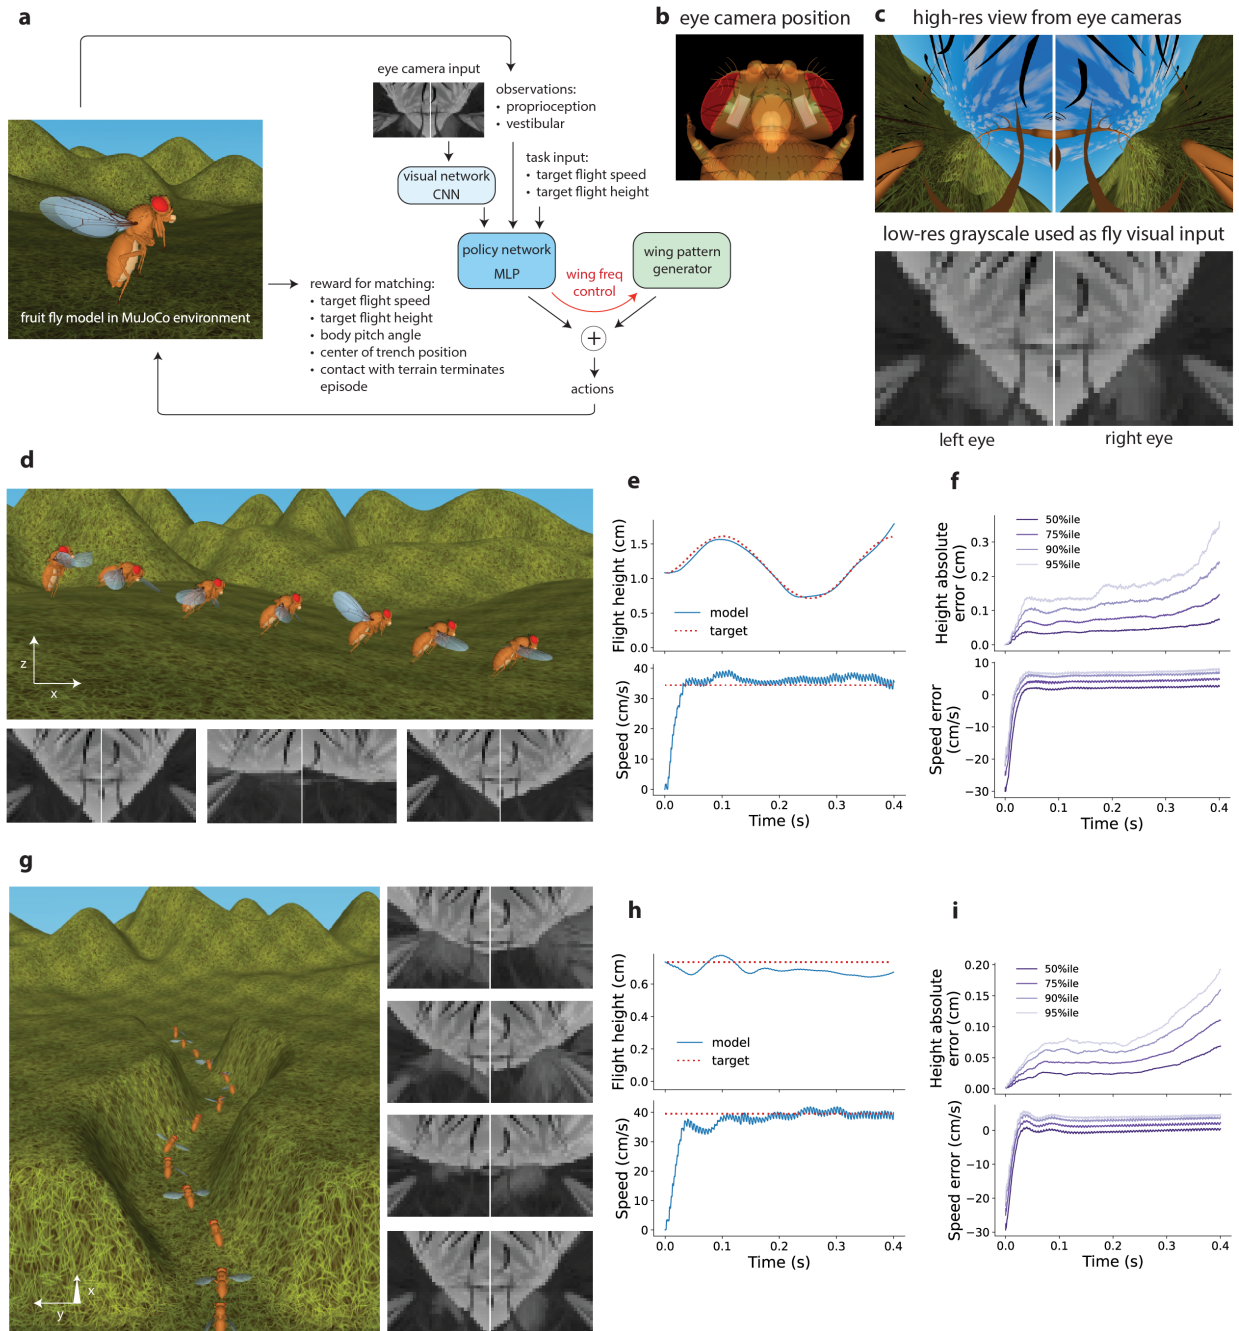 a
eye camera input
observations:
• proprioception
• vestibular
task input:
• target flight speed
• target flight height
visual network
CNN
policy network
MLP
wing freq
control
wing pattern
generator
+
actions
fruit fly model in MuJoCo environment
reward for matching:
• target flight speed
• target flight height
• body pitch angle
• center of trench position
• contact with terrain terminates
episode
b
eye camera position
c
high-res view from eye cameras
low-res grayscale used as fly visual input
left eye
right eye
d
z
x
e
Flight height (cm)
1.5
1.0
0.5
0.0
model
target
Speed (cm/s)
40
30
20
10
0
0.0 0.1 0.2 0.3 0.4
Time (s)
f
Height absolute
error (cm)
0.3
0.2
0.1
0.0
50%ile
75%ile
90%ile
95%ile
Speed error
(cm/s)
10
0
−10
−20
−30
0.0 0.1 0.2 0.3 0.4
Time (s)
g
x
y
h
Flight height (cm)
0.6
0.4
0.2
0.0
model
target
Speed (cm/s)
40
30
20
10
0
0.0 0.1 0.2 0.3 0.4
Time (s)
i
Height absolute
error (cm)
0.20
0.15
0.10
0.05
0.00
50%ile
75%ile
90%ile
95%ile
Speed error (cm/s)
0
−10
−20
−30
0.0 0.1 0.2 0.3 0.4
Time (s)